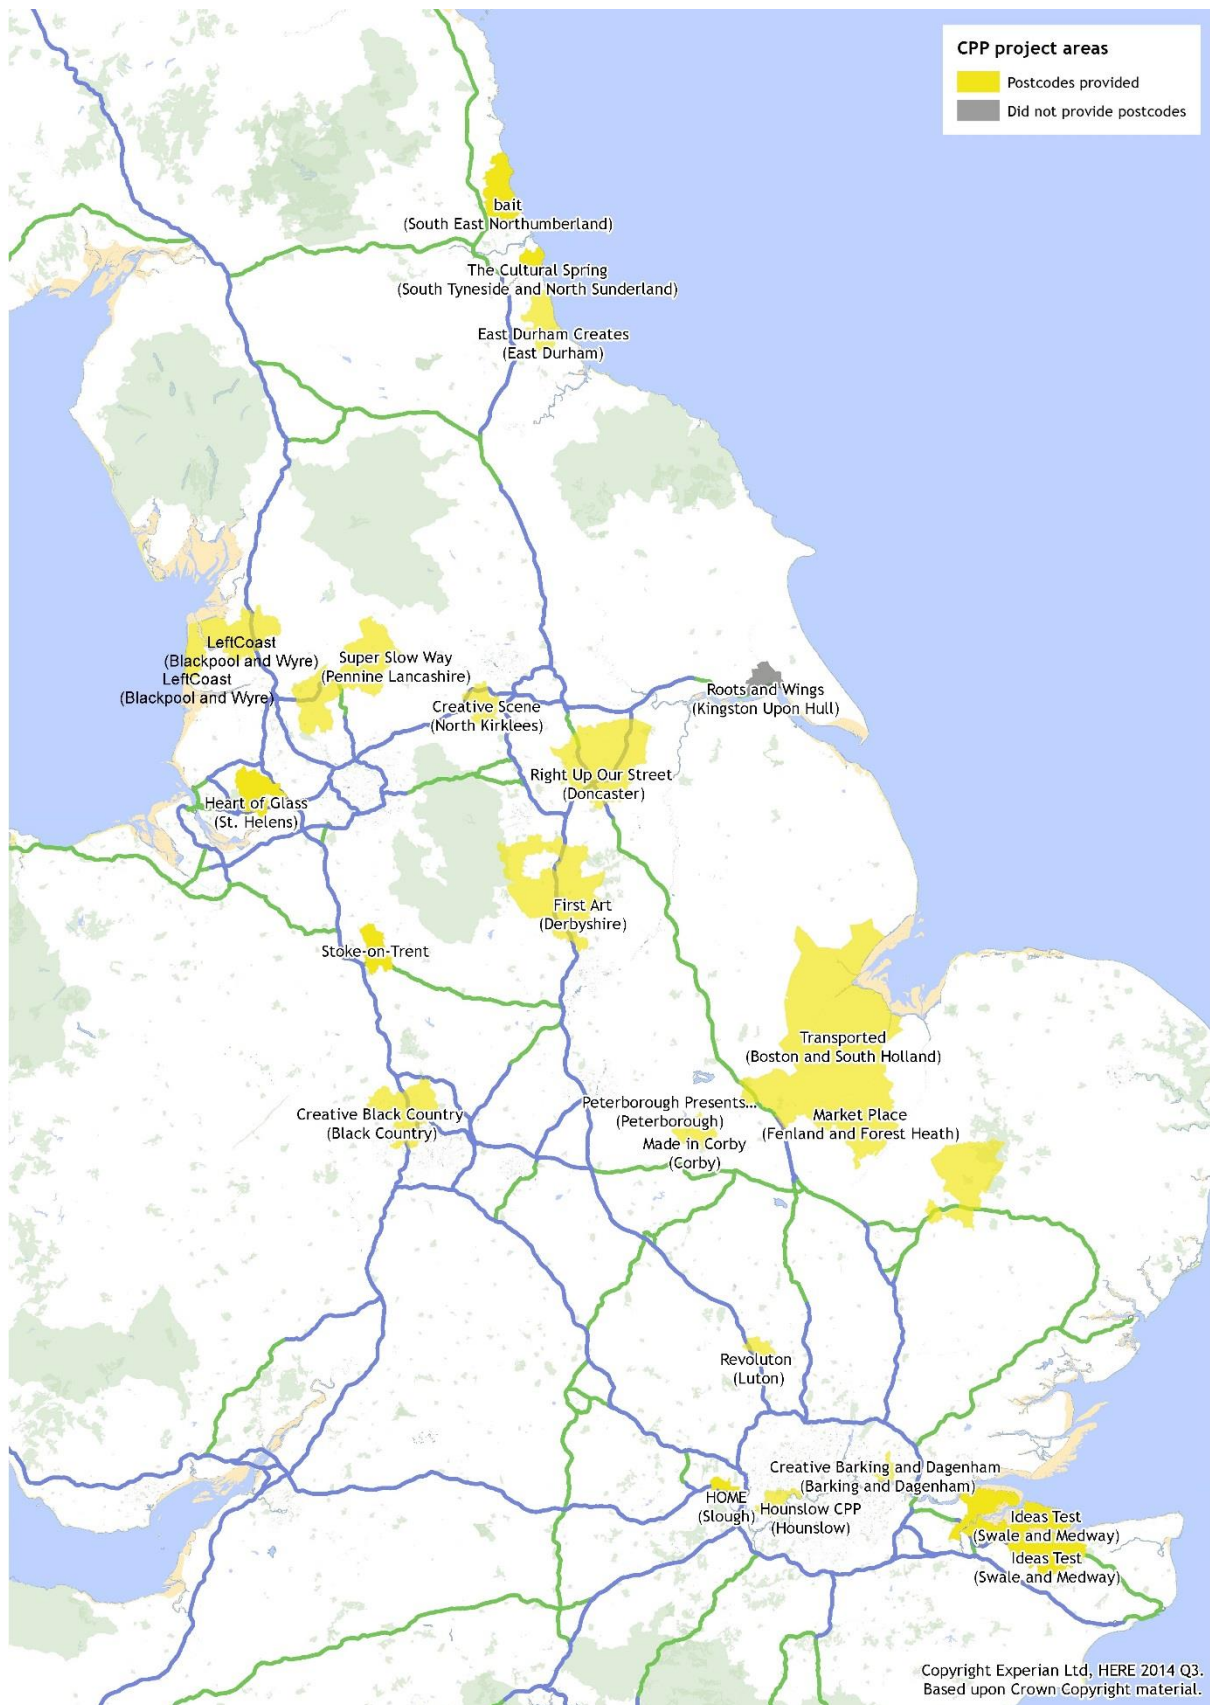 CPP project areas
Postcodes provided
Did not provide postcodes
bait
(South East Northumberland)
The Cultural Spring
(South Tyneside and North Sunderland)
East Durham Creates
(East Durham)
LeftCoast
(Blackpool and Wyre)
LeftCoast
(Blackpool and Wyre)
Super Slow Way
(Pennine Lancashire)
Creative Scene
(North Kirklees)
Roots and Wings
(Kingston Upon Hull)
Right Up Our Street
(Doncaster)
Heart of Glass
(St. Helens)
First Art
(Derbyshire)
Stoke-on-Trent
Transported
(Boston and South Holland)
Creative Black Country
(Black Country)
Peterborough Presents...
(Peterborough)
Market Place
(Fenland and Forest Heath)
Made in Corby
(Corby)
Revoluton
(Luton)
Creative Barking and Dagenham
(Barking and Dagenham)
HOME
(Slough)
Hounslow CPP
(Hounslow)
Ideas Test
(Swale and Medway)
Ideas Test
(Swale and Medway)
Copyright Experian Ltd, HERE 2014 Q3.
Based upon Crown Copyright material.